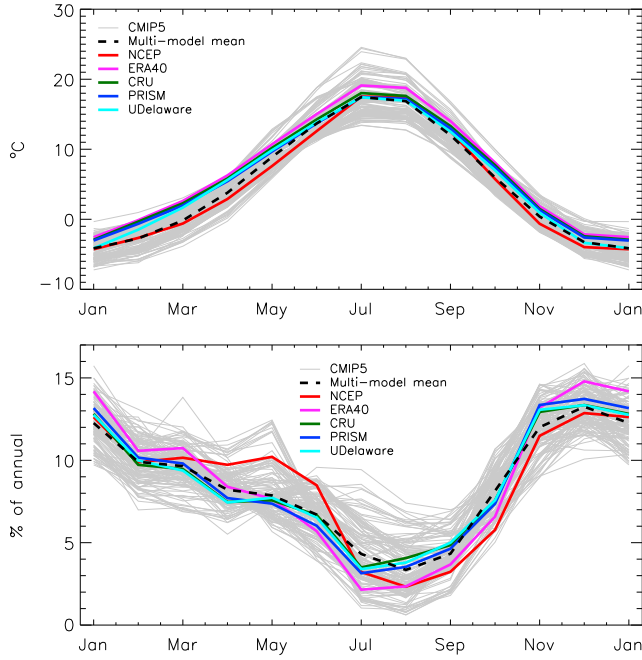 30
20
10
0
−10
°C
CMIP5
Multi−model mean
NCEP
ERA40
CRU
PRISM
UDelaware
Jan Mar May Jul Sep Nov Jan
15
10
5
0
% of annual
CMIP5
Multi−model mean
NCEP
ERA40
CRU
PRISM
UDelaware
Jan Mar May Jul Sep Nov Jan